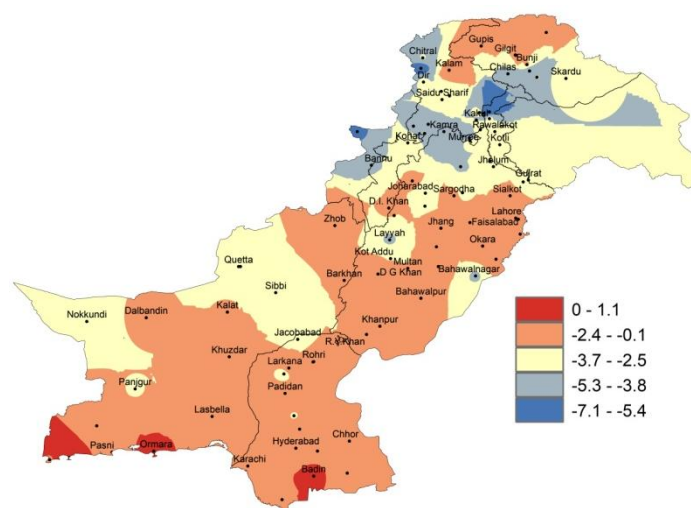 Chitral
Gupis
Gilgit
Bunji
Kalam
Dir
Chilas
Skardu
Saidu Sharif
Kamra
Rawalakot
Kohat
Kotli
Bannu
Jhelum
Gujrat
Joharabad
Sargodha
Sialkot
D.I. Khan
Zhob
Jhang
Lahore
Faisalabad
Layyah
Okara
Kot Addu
Quetta
Multan
Barkhan
D G Khan
Bahawalnagar
Sibbi
Bahawalpur
Nokkundi
Dalbandin
Kalat
Khanpur
Jacobabad
R.Y.Khan
Khuzdar
Rohri
Larkana
Panjgur
Padidan
Lasbella
Hyderabad
Chhor
Pasni
Ormara
Karachi
Badin
0 - 1.1
-2.4 - -0.1
-3.7 - -2.5
-5.3 - -3.8
-7.1 - -5.4